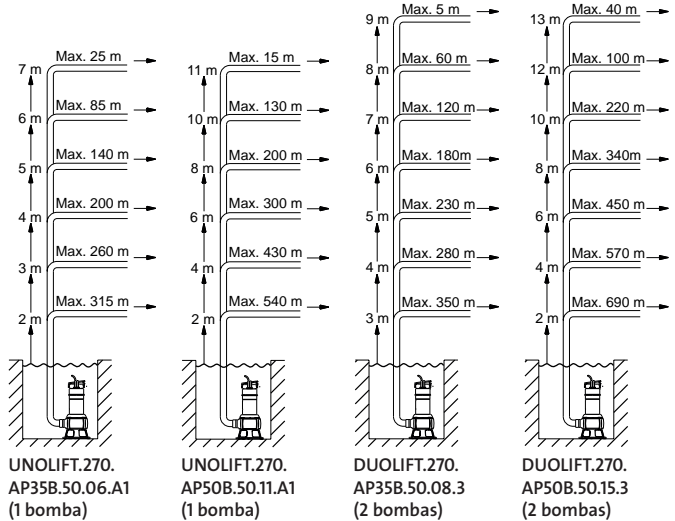 7 m
Max. 25 m
6 m
Max. 85 m
5 m
Max. 140 m
4 m
Max. 200 m
3 m
Max. 260 m
2 m
Max. 315 m
UNOLIFT.270.
AP35B.50.06.A1
(1 bomba)
11 m
Max. 15 m
10 m
Max. 130 m
8 m
Max. 200 m
6 m
Max. 300 m
4 m
Max. 430 m
2 m
Max. 540 m
UNOLIFT.270.
AP50B.50.11.A1
(1 bomba)
9 m
Max. 5 m
8 m
Max. 60 m
7 m
Max. 120 m
6 m
Max. 180m
5 m
Max. 230 m
4 m
Max. 280 m
3 m
Max. 350 m
DUOLIFT.270.
AP35B.50.08.3
(2 bombas)
13 m
Max. 40 m
12 m
Max. 100 m
10 m
Max. 220 m
8 m
Max. 340m
6 m
Max. 450 m
4 m
Max. 570 m
2 m
Max. 690 m
DUOLIFT.270.
AP50B.50.15.3
(2 bombas)